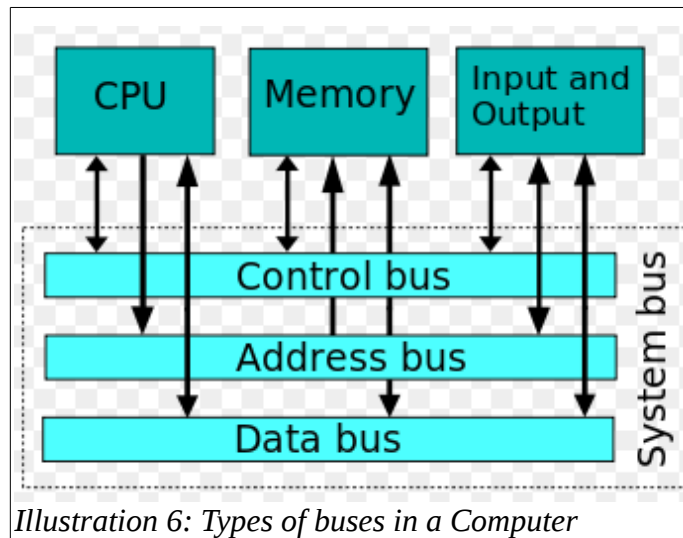 CPU
Memory
Input and
Output
Control bus
Address bus
Data bus
System bus
Illustration 6: Types of buses in a Computer